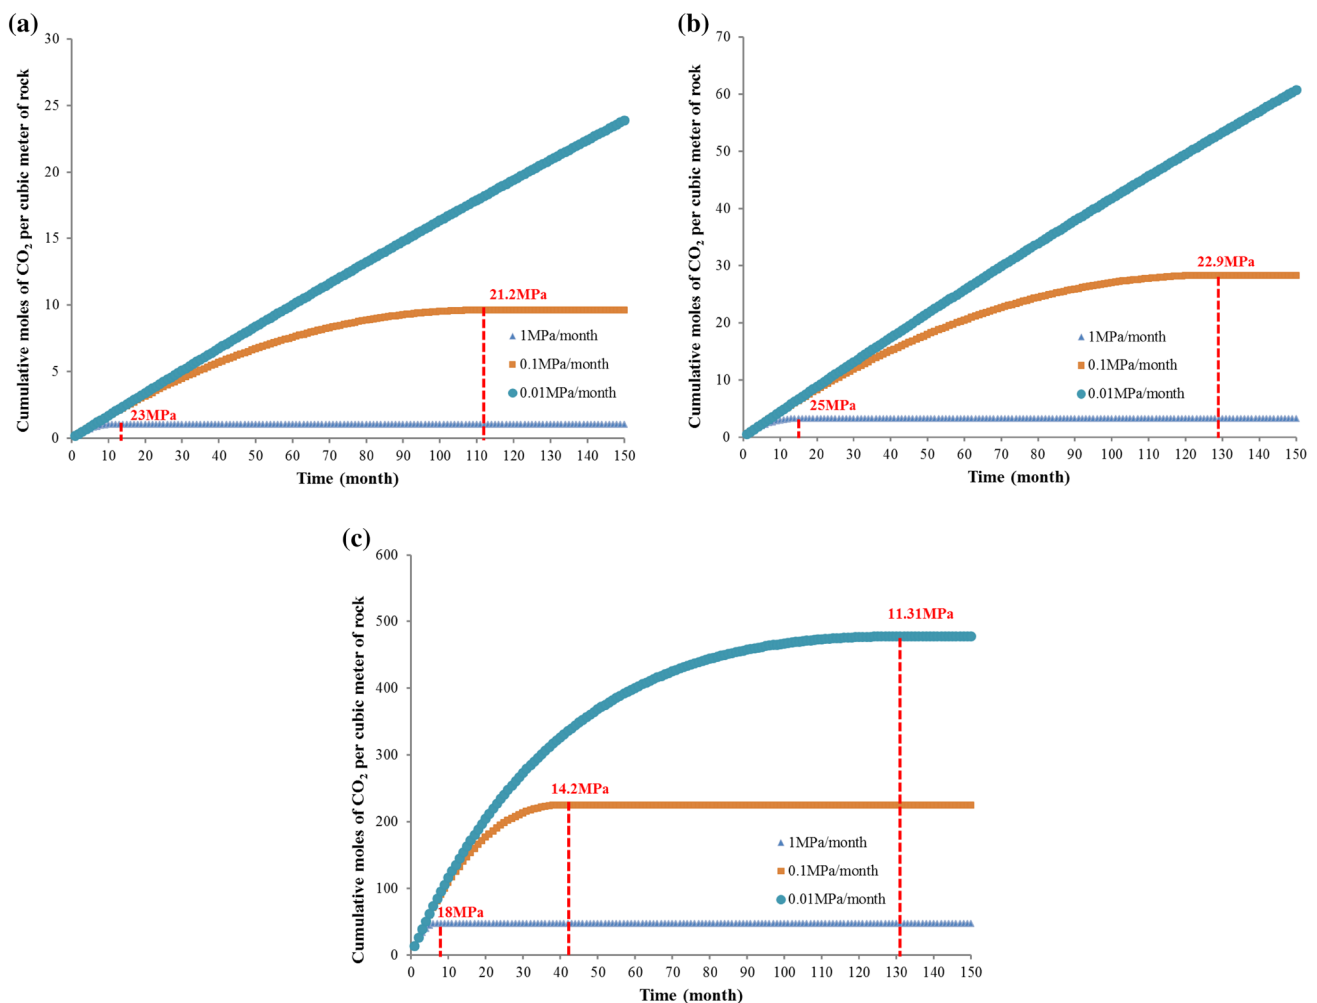 (a)
Cumulative moles of CO2 per cubic meter of rock
30
25
20
15
10
5
0
21.2MPa
23MPa
1MPa/month
0.1MPa/month
0.01MPa/month
0 10 20 30 40 50 60 70 80 90 100 110 120 130 140 150
Time (month)
(b)
Cumulative moles of CO2 per cubic meter of rock
70
60
50
40
30
20
10
0
22.9MPa
25MPa
1MPa/month
0.1MPa/month
0.01MPa/month
0 10 20 30 40 50 60 70 80 90 100 110 120 130 140 150
Time (month)
(c)
Cumulative moles of CO2 per cubic meter of rock
600
500
400
300
200
100
0
11.31MPa
14.2MPa
18MPa
1MPa/month
0.1MPa/month
0.01MPa/month
0 10 20 30 40 50 60 70 80 90 100 110 120 130 140 150
Time (month)